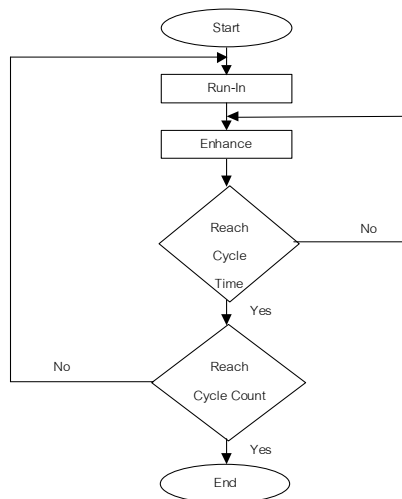 Start
Run-In
Enhance
Reach
Cycle
Time
No
Yes
Reach
Cycle Count
No
Yes
End